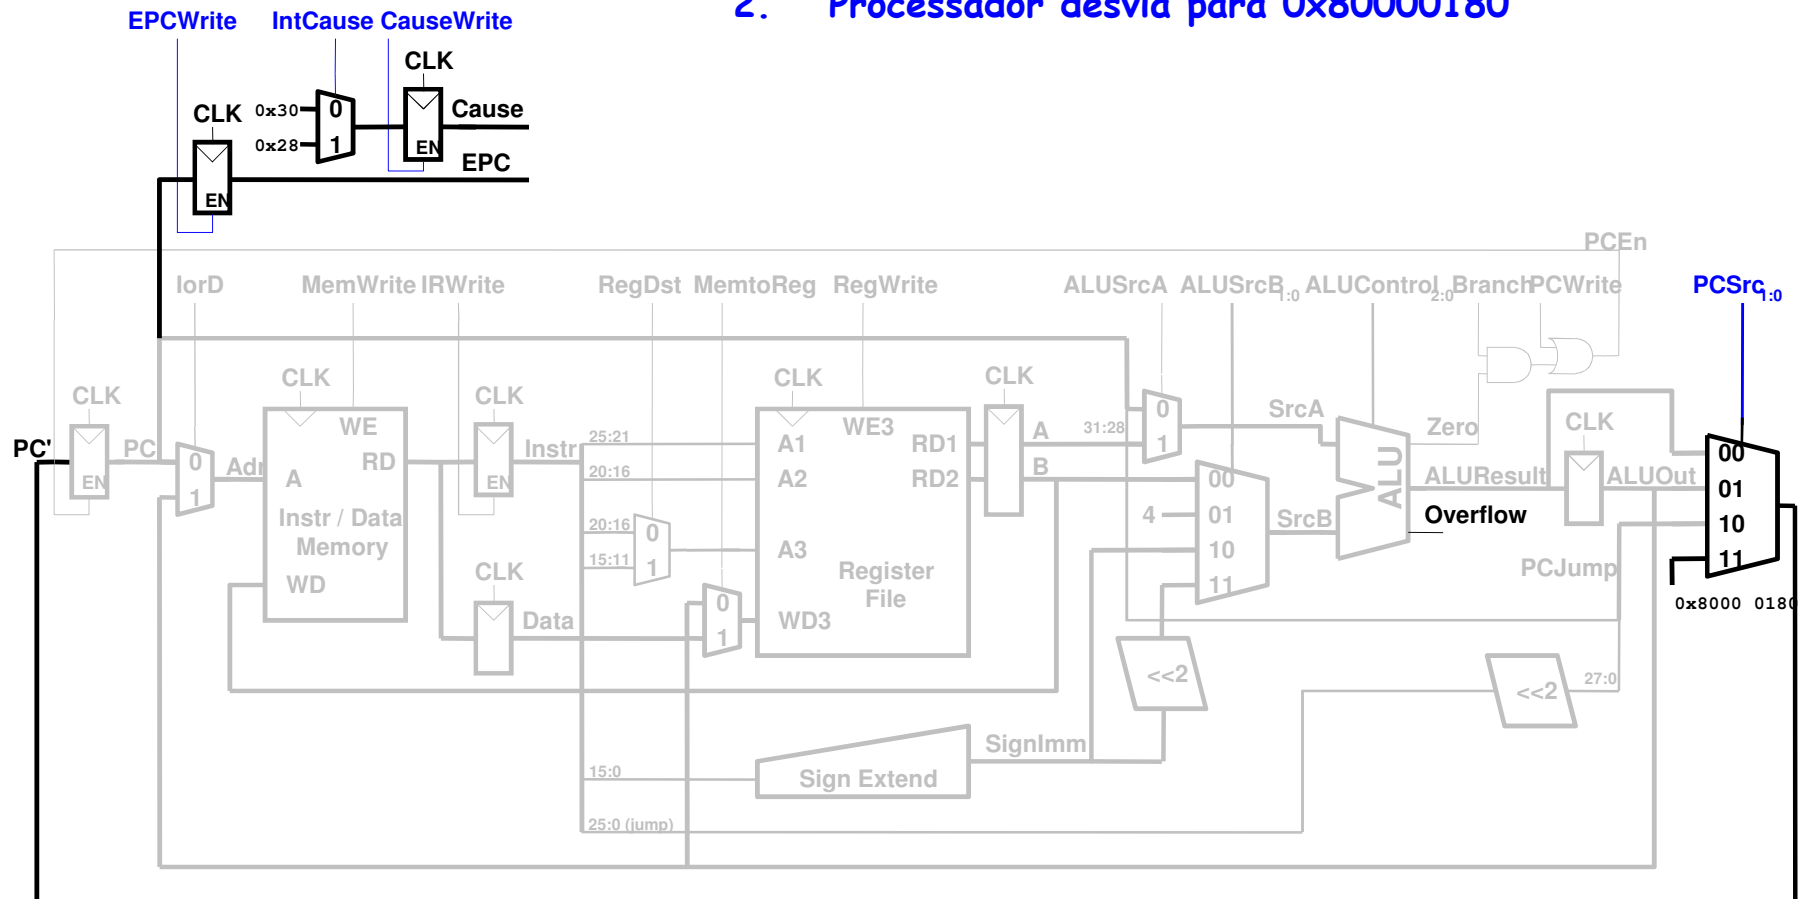 2. Processador desvia para 0x80000180
EPCWrite IntCause CauseWrite
CLK
CLK 0x30 0 Cause
0x28 1 EN
EPC
EN
PCEn
IorD MemWrite IRWrite RegDst MemtoReg RegWrite ALUSrcA ALUSrcB1:0 ALUControl2:0 Branch PCWrite PCSrc1:0
CLK CLK CLK CLK
CLK CLK
0 SrcA CLK
WE WE3 A 31:28 Zero
PC' PC Instr 25:21 A1 RD1 1 00
0 Adr RD B ALU
EN A EN 20:16 A2 RD2 00 ALUResult ALUOut 01
1
Instr / Data 20:16 0 4 01 SrcB Overflow 10
Memory A3 10
15:11 1 11
CLK Register PCJump
WD File 11 0x8000 0180
0
Data 1 WD3
<<2 27:0
<<2
SignImm
15:0 Sign Extend
25:0 (jump)